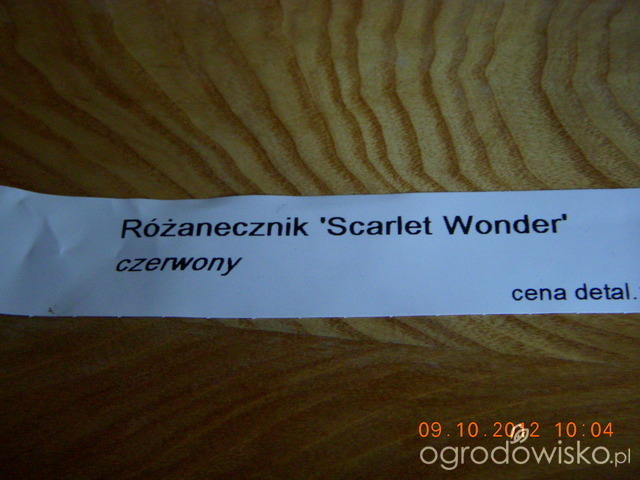 Różanecznik 'Scarlet Wonder'
czerwony
cena detal.
09.10.2012 10:04
ogrodowisko.pl